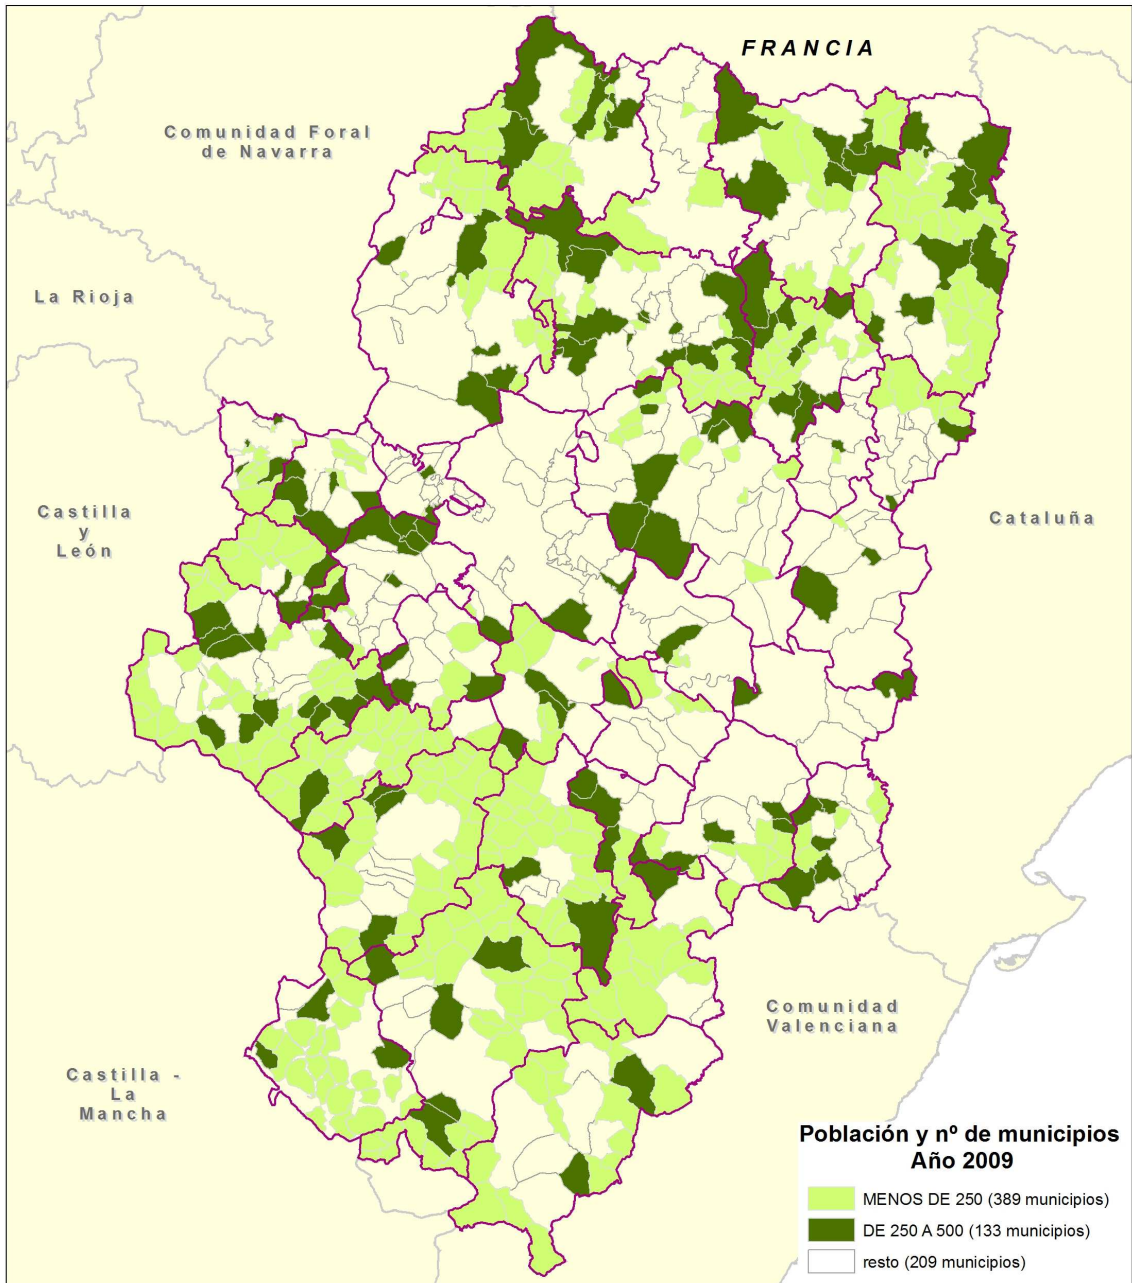 FRANCIA
Comunidad Foral
de Navarra
La Rioja
Castilla
y
León
Cataluña
Comunidad
Valenciana
Castilla -
La
Mancha
Población y nº de municipios
Año 2009
MENOS DE 250 (389 municipios)
DE 250 A 500 (133 municipios)
resto (209 municipios)